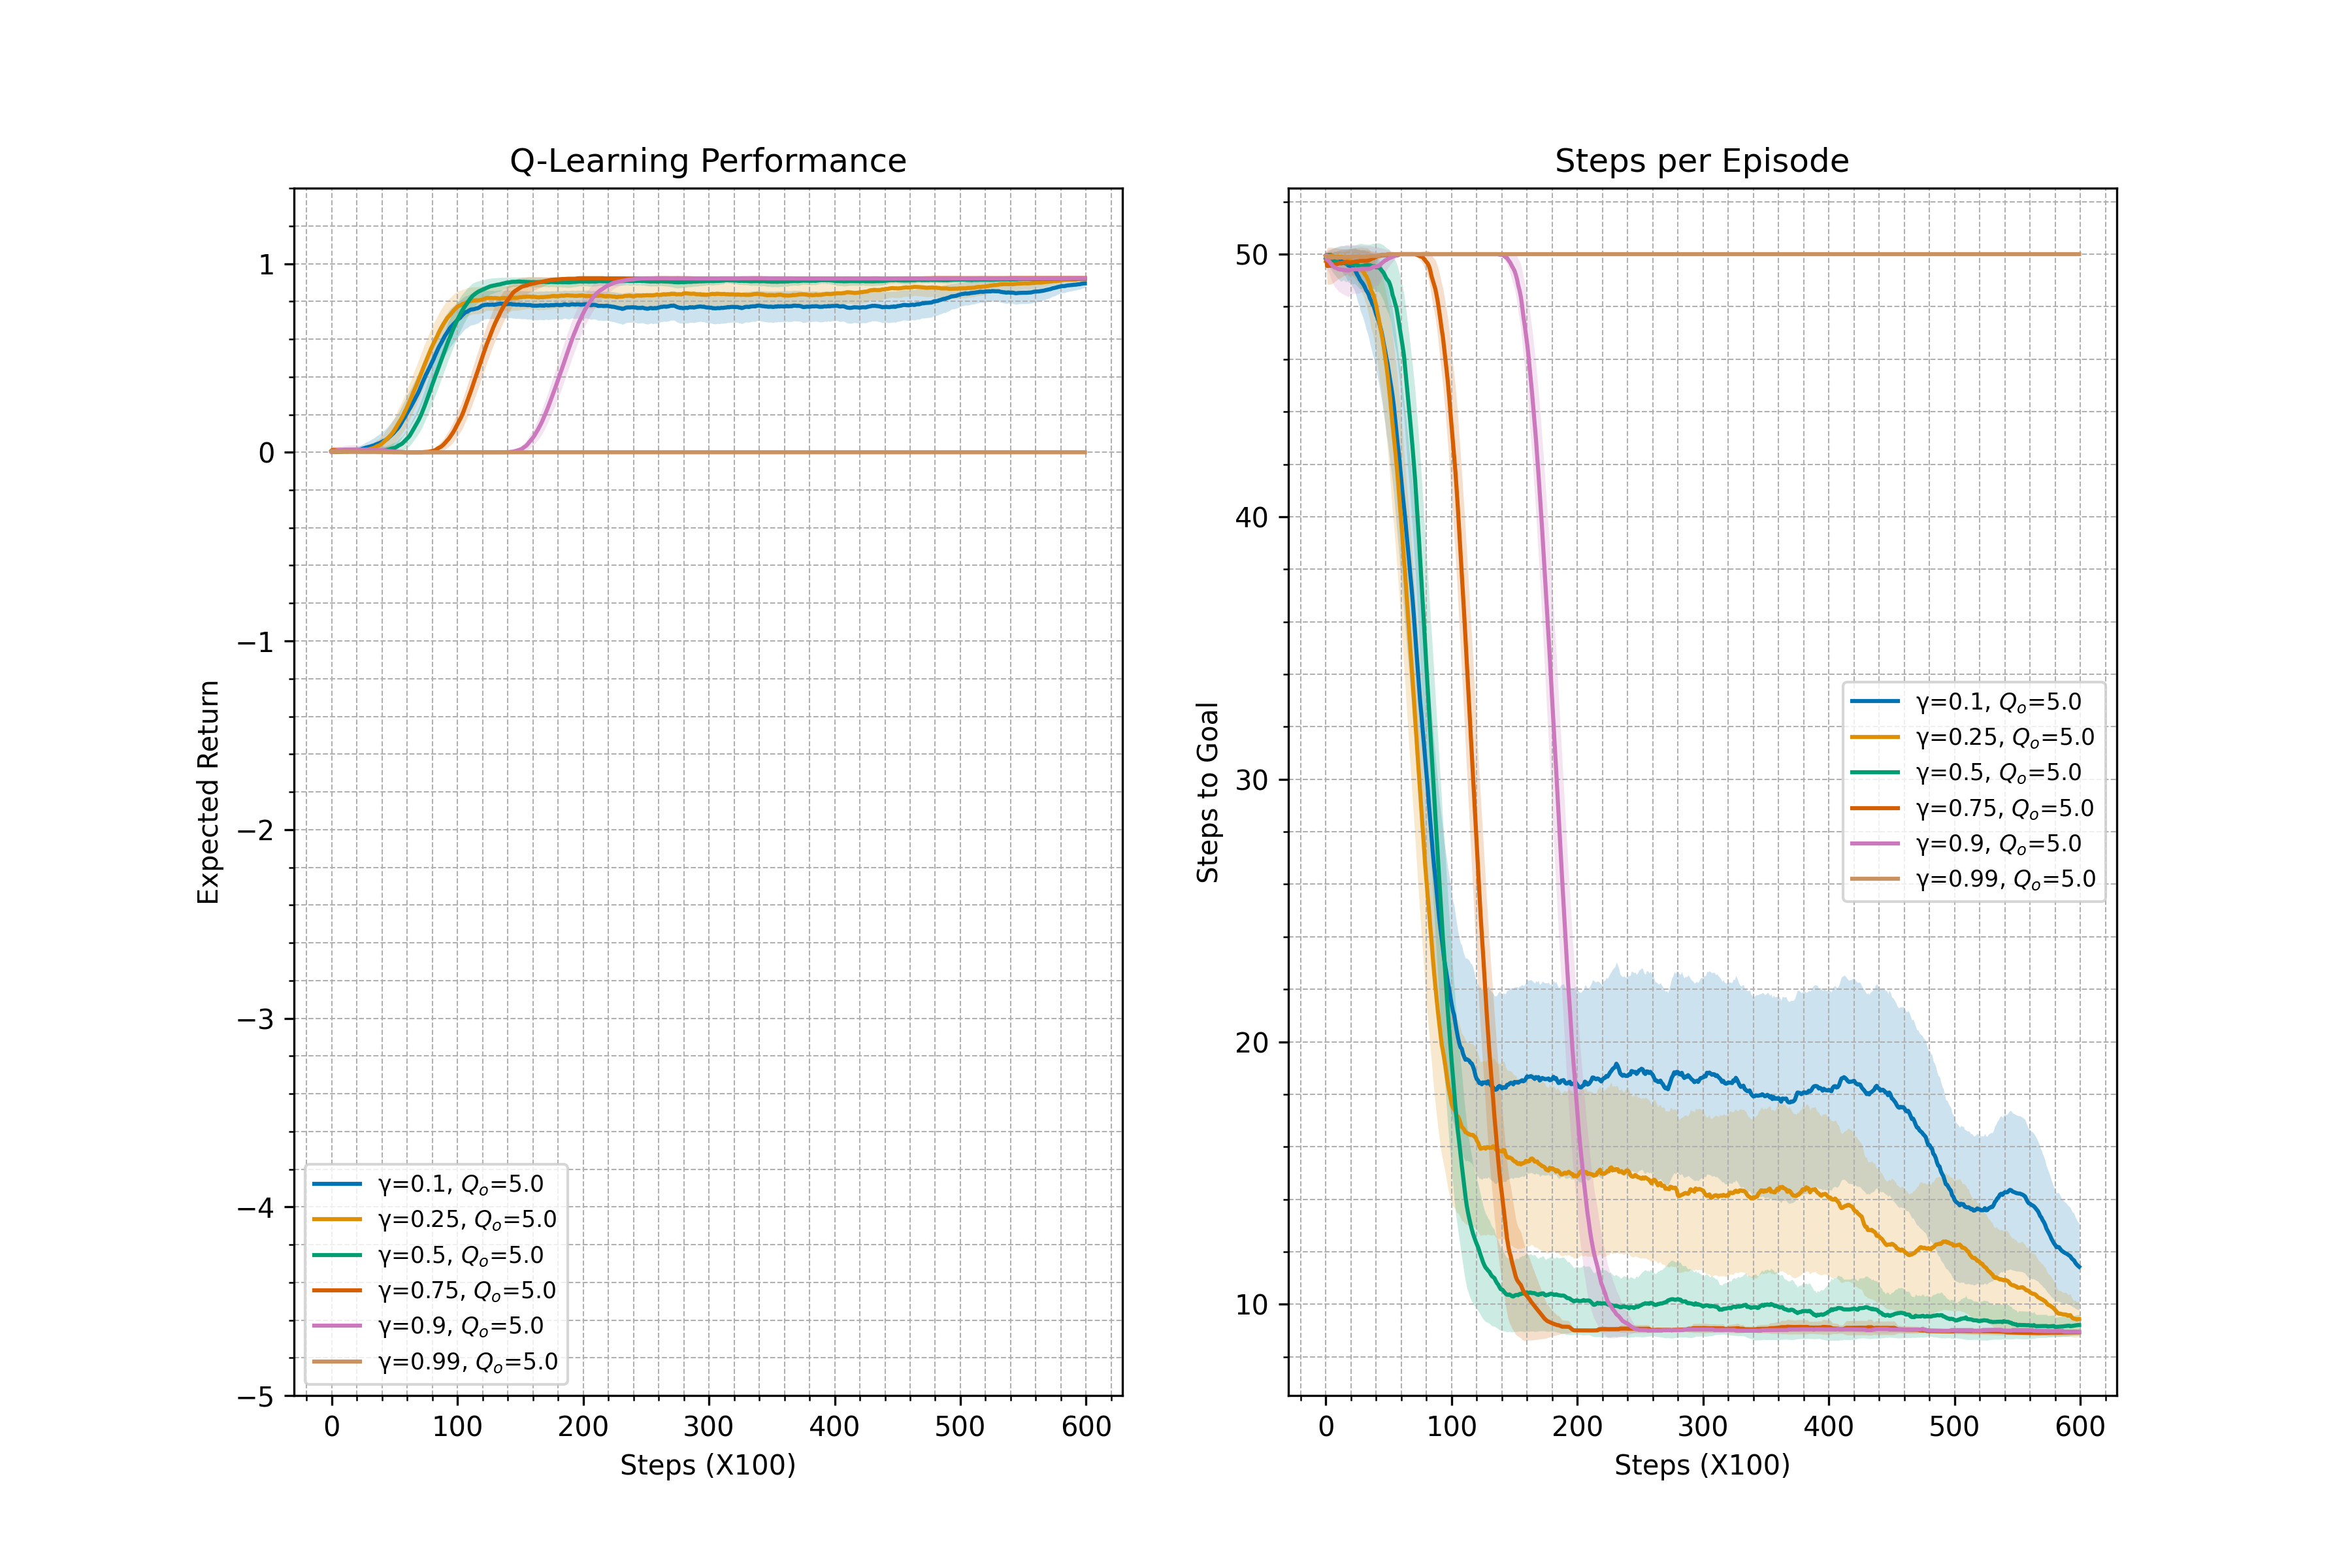 Q-Learning Performance
Expected Return
1
0
−1
−2
−3
−4
−5
γ=0.1, Qo=5.0
γ=0.25, Qo=5.0
γ=0.5, Qo=5.0
γ=0.75, Qo=5.0
γ=0.9, Qo=5.0
γ=0.99, Qo=5.0
0 100 200 300 400 500 600
Steps (X100)
Steps per Episode
Steps to Goal
50
40
30
20
10
γ=0.1, Qo=5.0
γ=0.25, Qo=5.0
γ=0.5, Qo=5.0
γ=0.75, Qo=5.0
γ=0.9, Qo=5.0
γ=0.99, Qo=5.0
0 100 200 300 400 500 600
Steps (X100)